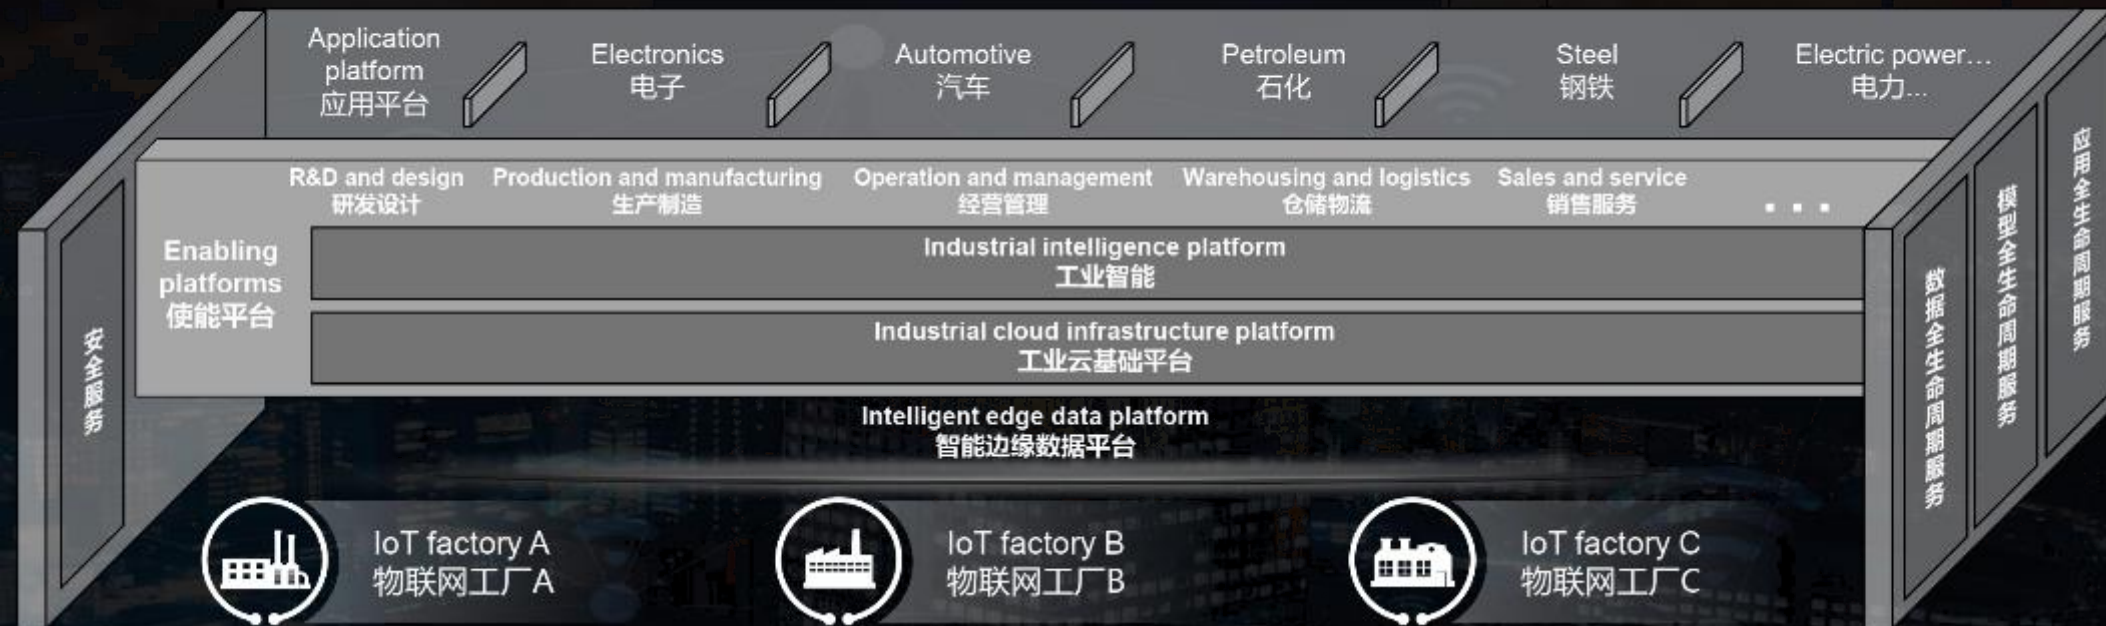 Application
platform
应用平台
Electronics
电子
Automotive
汽车
Petroleum
石化
Steel
钢铁
Electric power…
电力...
R&D and design
研发设计
Production and manufacturing
生产制造
Operation and management
经营管理
Warehousing and logistics
仓储物流
Sales and service
销售服务
...
Enabling
platforms
使能平台
Industrial intelligence platform
工业智能
Industrial cloud infrastructure platform
工业云基础平台
Intelligent edge data platform
智能边缘数据平台
安全服务
数据全生命周期服务
模型全生命周期服务
应用全生命周期服务
IoT factory A
物联网工厂A
IoT factory B
物联网工厂B
IoT factory C
物联网工厂C